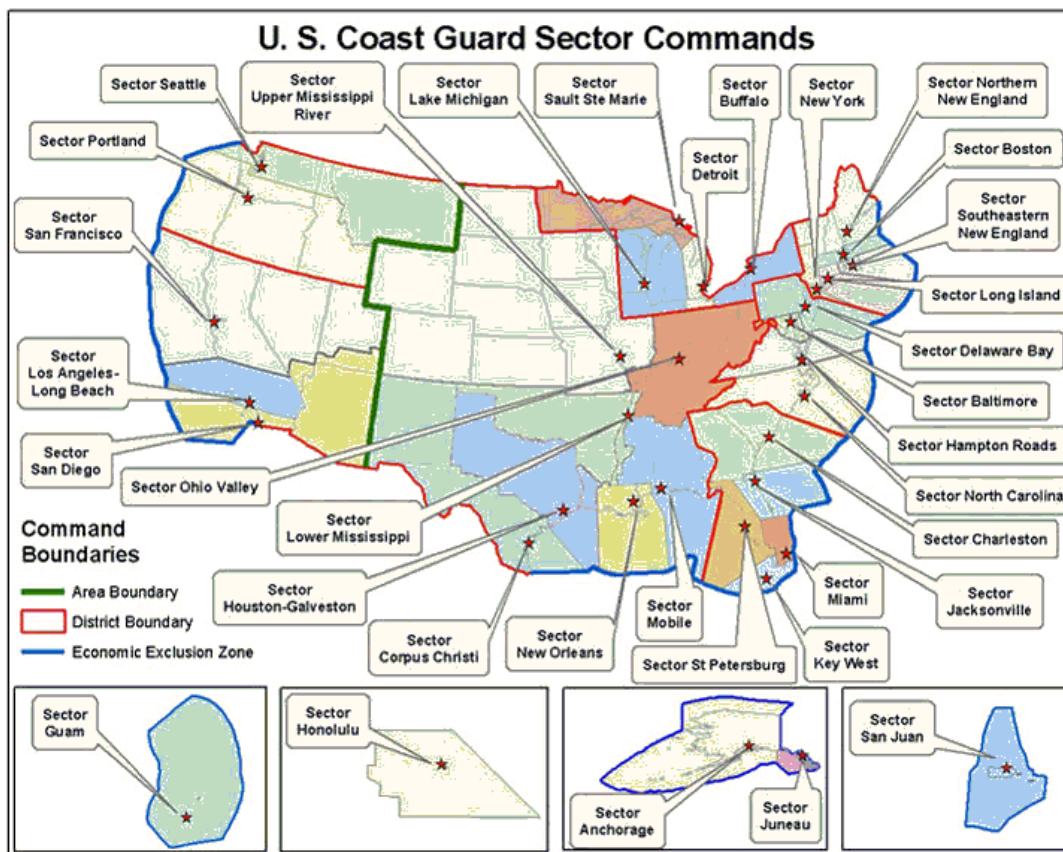 U. S. Coast Guard Sector Commands
Sector Seattle
Sector
Upper Mississippi
River
Sector
Lake Michigan
Sector
Sault Ste Marie
Sector
Buffalo
Sector
New York
Sector Northern
New England
Sector Portland
Sector
Detroit
Sector Boston
Sector
San Francisco
Sector
Southeastern
New England
Sector Long Island
Sector
Los Angeles-
Long Beach
Sector Delaware Bay
Sector Baltimore
Sector
San Diego
Sector Hampton Roads
Sector Ohio Valley
Sector North Carolina
Sector
Lower Mississippi
Sector Charleston
Command
Boundaries
Area Boundary
District Boundary
Economic Exclusion Zone
Sector
Houston-Galveston
Sector
Corpus Christi
Sector
New Orleans
Sector
Mobile
Sector St Petersburg
Sector
Miami
Sector
Jacksonville
Sector
Key West
Sector
Guam
Sector
Honolulu
Sector
Anchorage
Sector
Juneau
Sector
San Juan